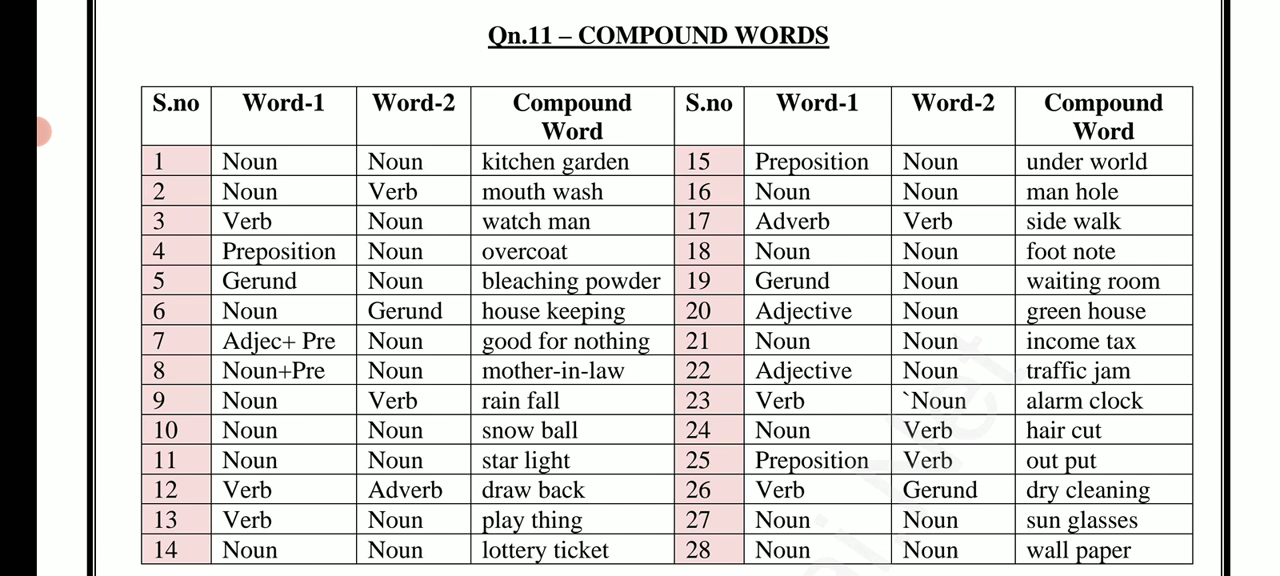 Qn.11 – COMPOUND WORDS
S.no Word-1 Word-2 Compound Word S.no Word-1 Word-2 Compound Word
1 Noun Noun kitchen garden 15 Preposition Noun under world
2 Noun Verb mouth wash 16 Noun Noun man hole
3 Verb Noun watch man 17 Adverb Verb side walk
4 Preposition Noun overcoat 18 Noun Noun foot note
5 Gerund Noun bleaching powder 19 Gerund Noun waiting room
6 Noun Gerund house keeping 20 Adjective Noun green house
7 Adjec+ Pre Noun good for nothing 21 Noun Noun income tax
8 Noun+Pre Noun mother-in-law 22 Adjective Noun traffic jam
9 Noun Verb rain fall 23 Verb `Noun alarm clock
10 Noun Noun snow ball 24 Noun Verb hair cut
11 Noun Noun star light 25 Preposition Verb out put
12 Verb Adverb draw back 26 Verb Gerund dry cleaning
13 Verb Noun play thing 27 Noun Noun sun glasses
14 Noun Noun lottery ticket 28 Noun Noun wall paper